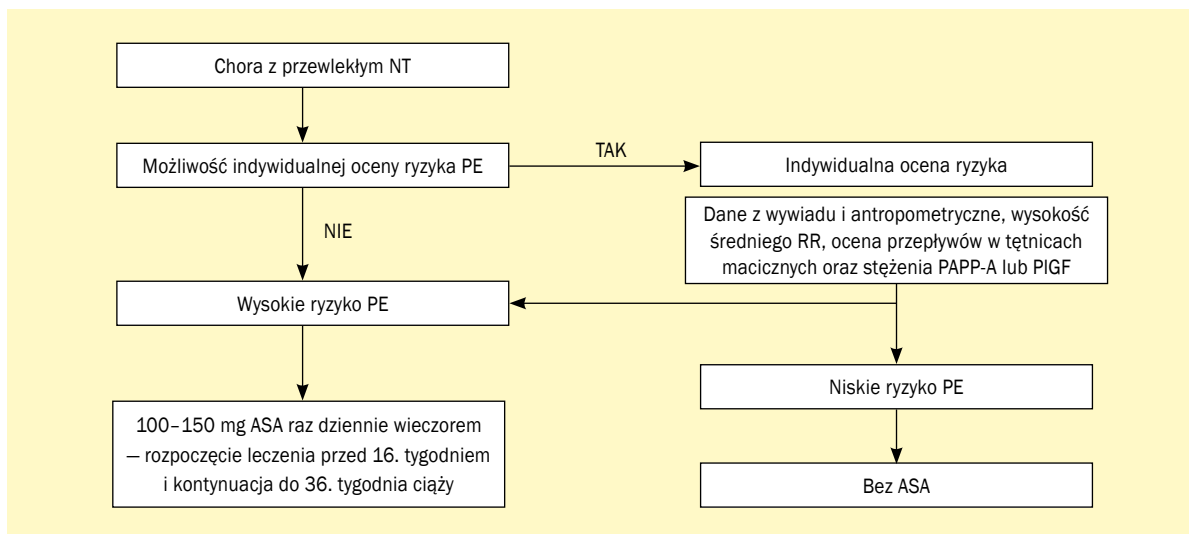 Chora z przewlekłym NT
Możliwość indywidualnej oceny ryzyka PE
TAK
Indywidualna ocena ryzyka
Dane z wywiadu i antropometryczne, wysokość
średniego RR, ocena przepływów w tętnicach
macicznych oraz stężenia PAPP-A lub PlGF
NIE
Wysokie ryzyko PE
Niskie ryzyko PE
100–150 mg ASA raz dziennie wieczorem
— rozpoczęcie leczenia przed 16. tygodniem
i kontynuacja do 36. tygodnia ciąży
Bez ASA